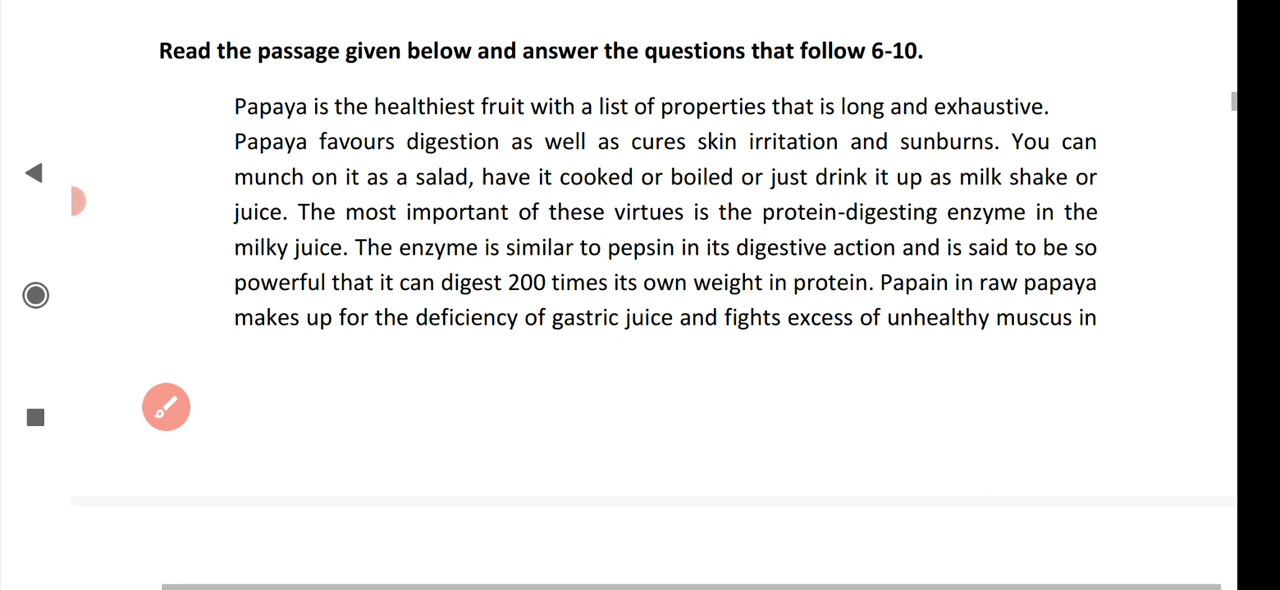 Read the passage given below and answer the questions that follow 6-10.
Papaya is the healthiest fruit with a list of properties that is long and exhaustive.
Papaya favours digestion as well as cures skin irritation and sunburns. You can
munch on it as a salad, have it cooked or boiled or just drink it up as milk shake or
juice. The most important of these virtues is the protein-digesting enzyme in the
milky juice. The enzyme is similar to pepsin in its digestive action and is said to be so
powerful that it can digest 200 times its own weight in protein. Papain in raw papaya
makes up for the deficiency of gastric juice and fights excess of unhealthy muscus in